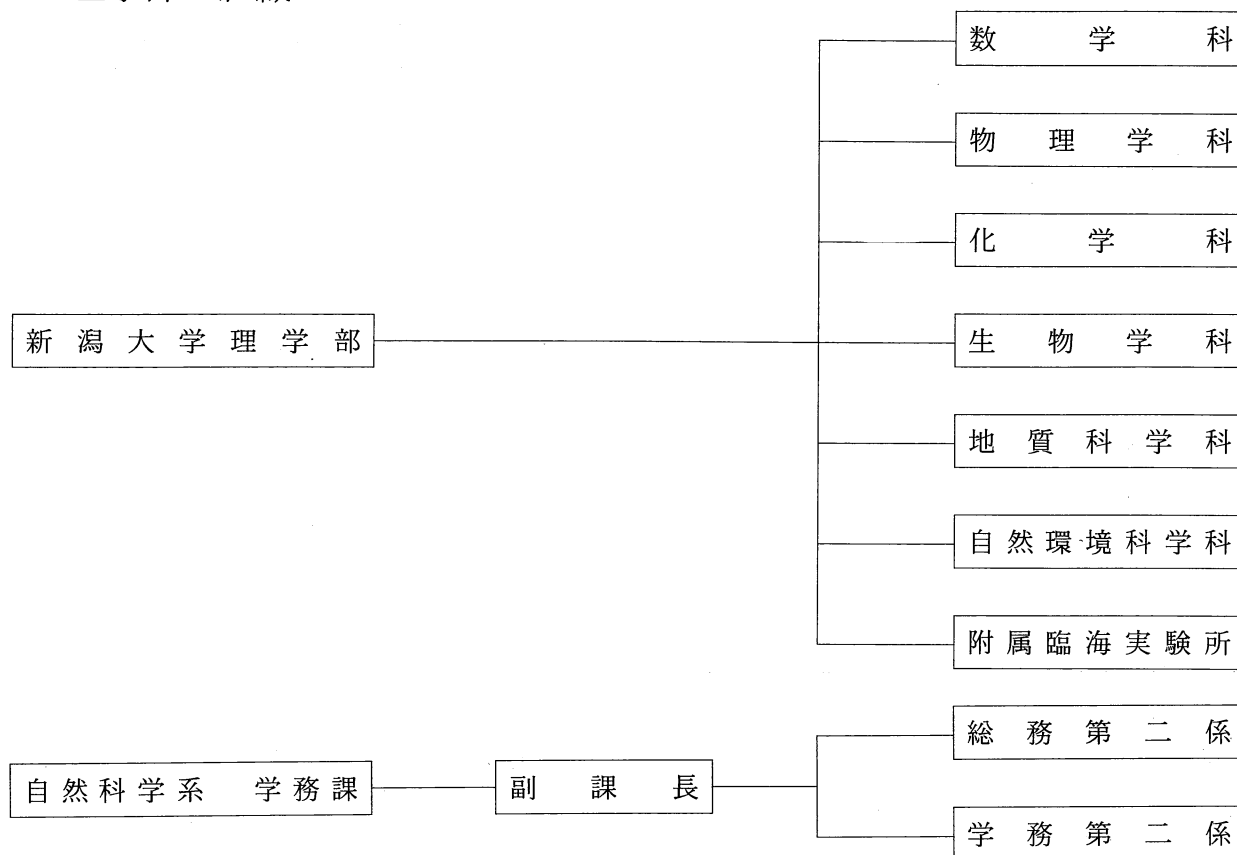 数学科
物理学科
化学科
新潟大学理学部
生物学科
地質科学科
自然環境科学科
附属臨海実験所
総務第二係
自然科学系 学務課
副課長
学務第二係